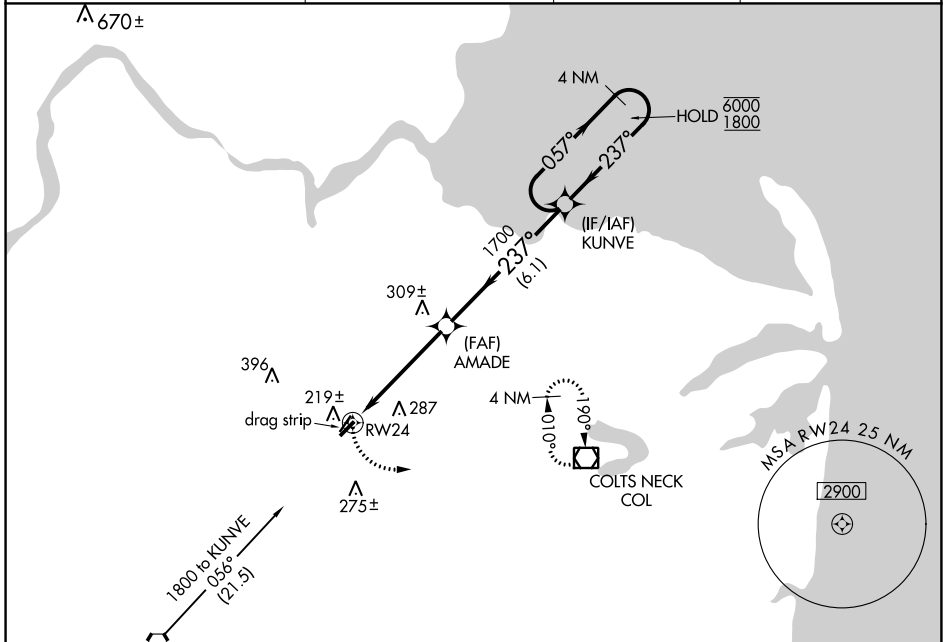 670±
4 NM
HOLD 6000
1800
057°
237°
(IF/IAF)
KUNVE
1700
237°
(6.1)
309±
(FAF)
AMADE
396
219±
287
drag strip
RW24
4 NM
010°
190°
COLTS NECK
COL
275±
MSA RW24 25 NM
2900
1800 to KUNVE
056°
(21.5)